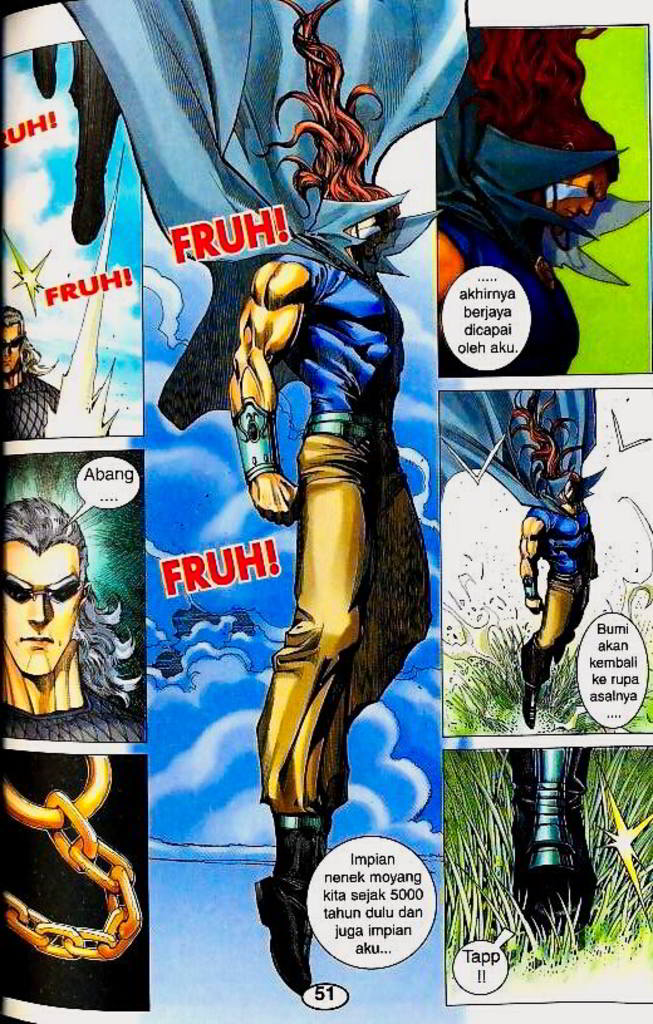 RUH!
FRUH!
Abang
....
FRUH!
FRUH!
Impian
nenek moyang
kita sejak 5000
tahun dulu dan
juga impian
aku...
.....
akhirnya
berjaya
dicapai
oleh aku.
Bumi
akan
kembali
ke rupa
asalnya
....
Tapp
!!
51